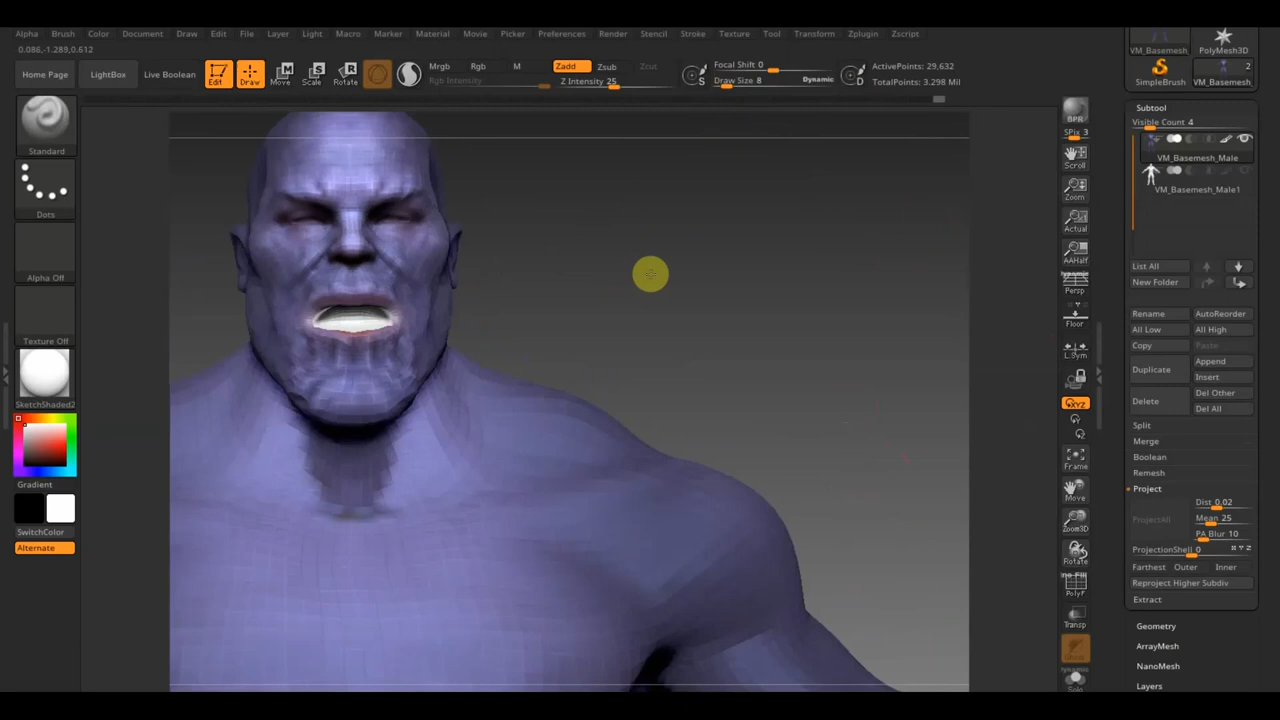 Alpha Brush Color Document Draw Edit File Layer Light Macro Marker Material Movie Picker Preferences Render Stencil Stroke Texture Tool Transform Zplugin Zscript
0.086,-1.289,0.612
Home Page LightBox Live Boolean Edit Draw Move Scale Rotate
Mrgb Rgb M
Rgb Intensity
Zadd Zsub Zcut
Z Intensity 25
S
Focal Shift 0
Draw Size 8 Dynamic
D
ActivePoints: 29,632
TotalPoints: 3.298 Mil
Standard
Dots
Alpha Off
Texture Off
SketchShaded2
Gradient
SwitchColor
Alternate
BPR
SPix 3
Scroll
Zoom
Actual
AAHalf
Dynamic
Persp
Floor
L.Sym
XYZ
Y
Z
Frame
Move
Zoom3D
Rotate
PolyF
Transp
Dynamic
Solo
VM_Basemesh_ PolyMesh3D
2
SimpleBrush VM_Basemesh_
Subtool
Visible Count 4
VM_Basemesh_Male
VM_Basemesh_Male1
List All
New Folder
Rename AutoReorder
All Low All High
Copy Paste
Duplicate Append
Insert
Delete Del Other
Del All
Split
Merge
Boolean
Remesh
Project
ProjectAll Dist 0.02
Mean 25
PA Blur 10
ProjectionShell 0 X Y Z
Farthest Outer Inner
Reproject Higher Subdiv
Extract
Geometry
ArrayMesh
NanoMesh
Layers